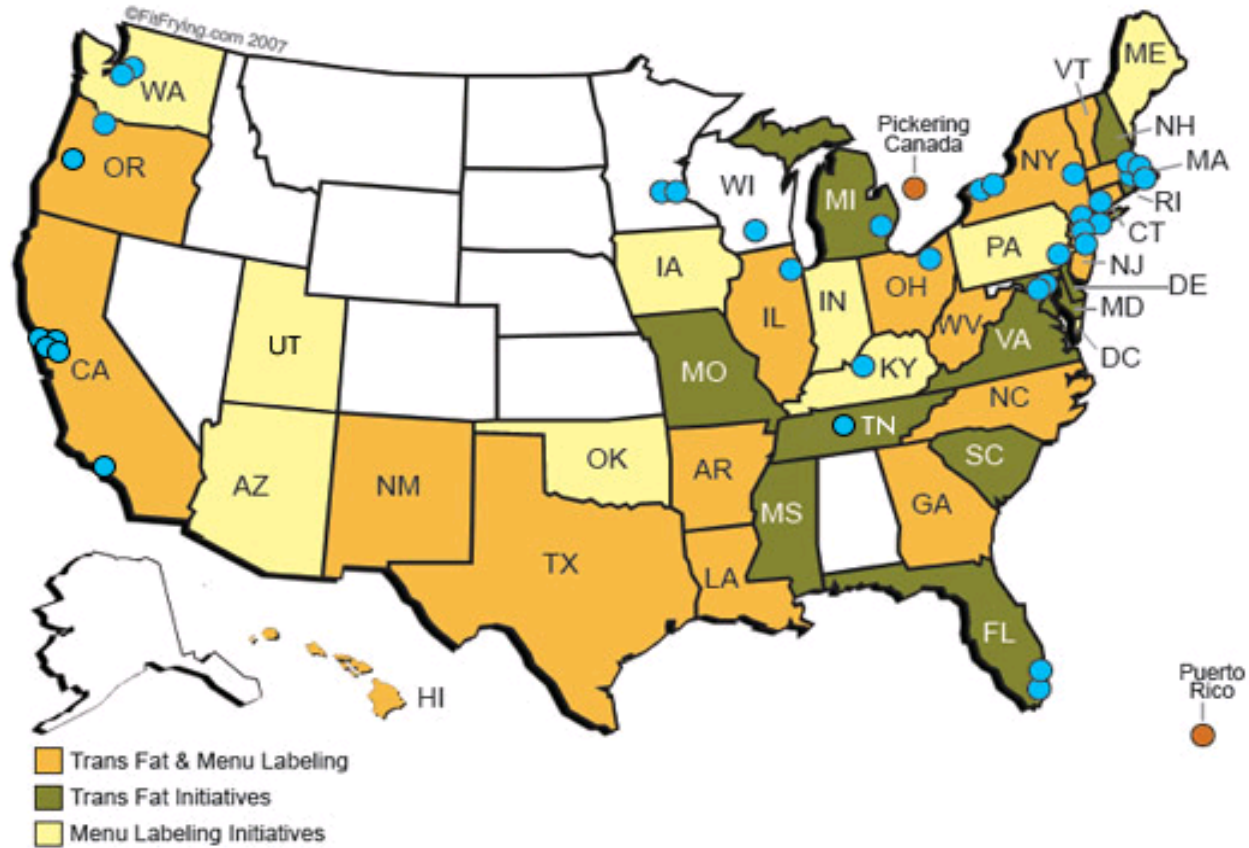 ©FitFrying.com 2007
WA
OR
CA
UT
AZ
NM
TX
OK
HI
IA
MO
AR
LA
WI
IL
MS
MI
IN
KY
TN
OH
WV
VA
NC
SC
GA
FL
Pickering
Canada
PA
NY
VT
ME
NH
MA
RI
CT
NJ
DE
MD
DC
Puerto
Rico
Trans Fat & Menu Labeling
Trans Fat Initiatives
Menu Labeling Initiatives